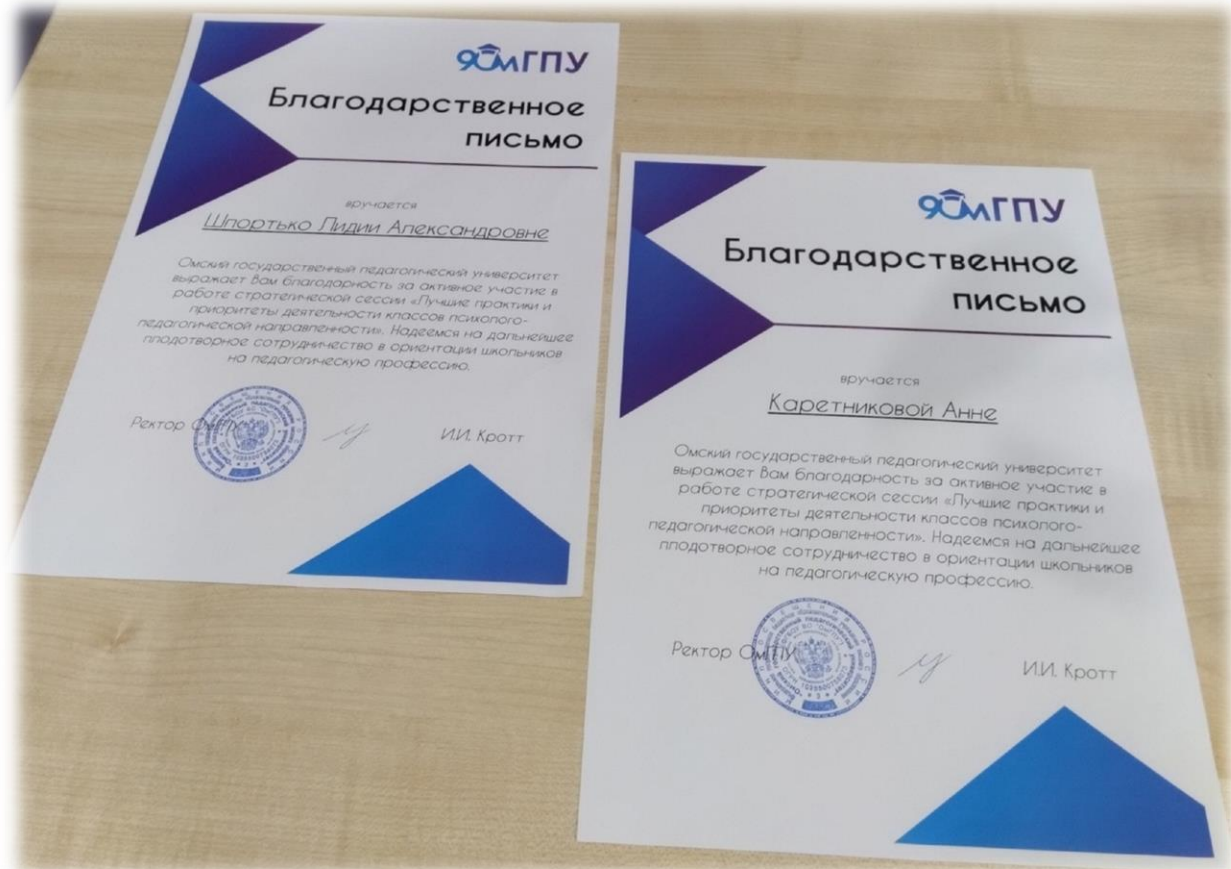 90мГПУ
Благодарственное
письмо
вручается
Шпортько Лидии Александровне
Омский государственный педагогический университет
выражает Вам благодарность за активное участие в
работе стратегической сессии «Лучшие практики и
приоритеты деятельности классов психолого-
педагогической направленности». Надеемся на дальнейшее
плодотворное сотрудничество в ориентации школьников
на педагогическую профессию.
Ректор ОмГПУ
И.И. Кротт
90мГПУ
Благодарственное
письмо
вручается
Каретниковой Анне
Омский государственный педагогический университет
выражает Вам благодарность за активное участие в
работе стратегической сессии «Лучшие практики и
приоритеты деятельности классов психолого-
педагогической направленности». Надеемся на дальнейшее
плодотворное сотрудничество в ориентации школьников
на педагогическую профессию.
Ректор ОмГПУ
И.И. Кротт